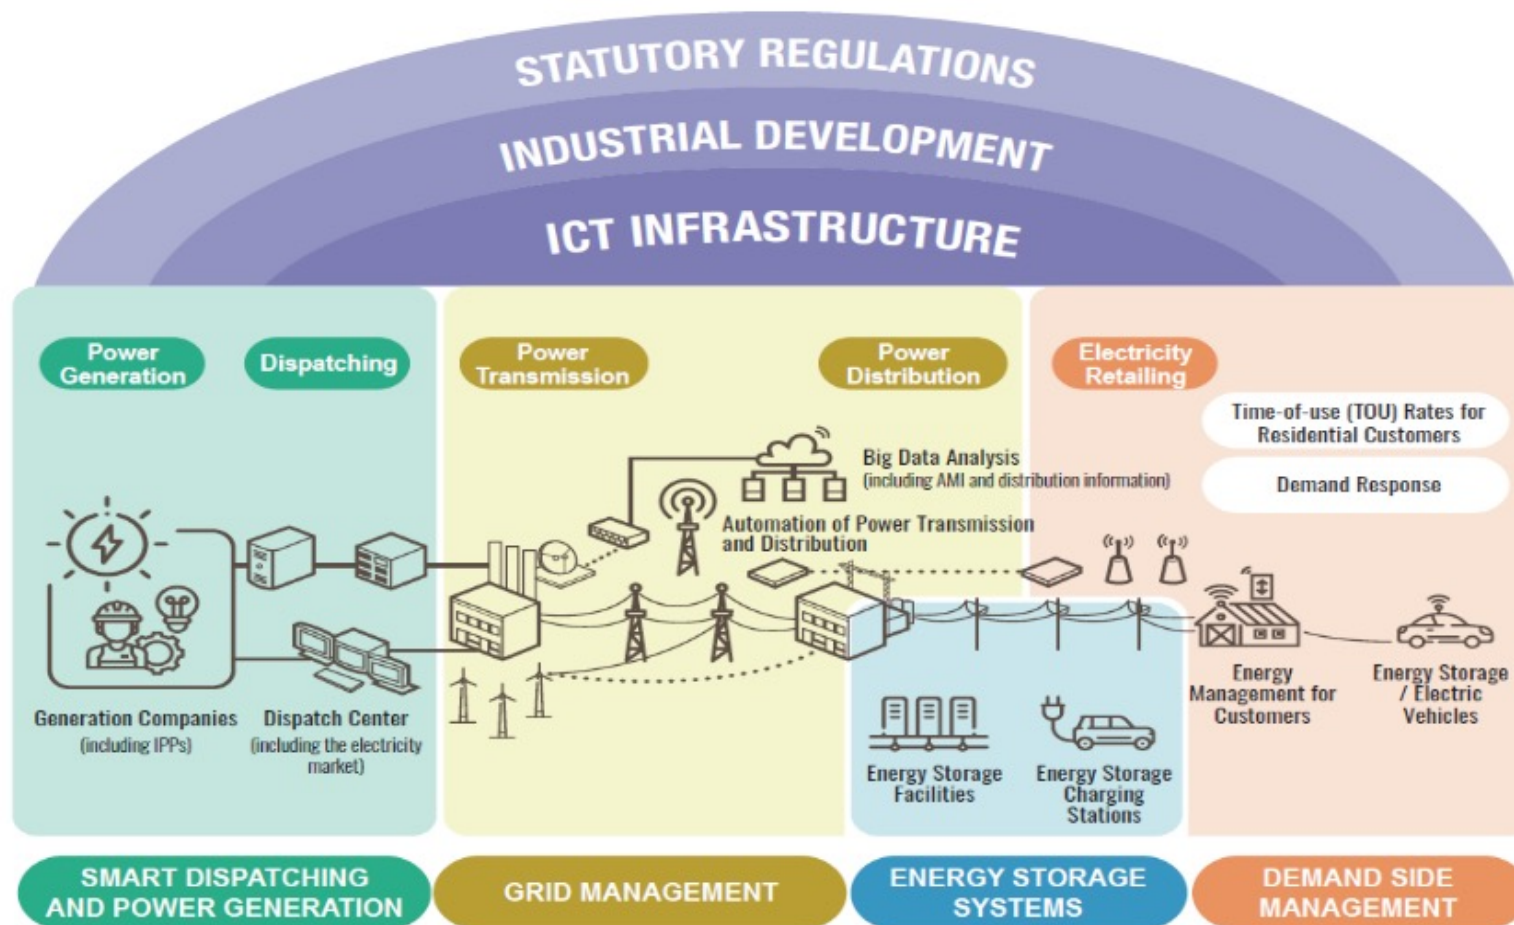 STATUTORY REGULATIONS
INDUSTRIAL DEVELOPMENT
ICT INFRASTRUCTURE
Power
Generation
Dispatching
Power
Transmission
Power
Distribution
Electricity
Retailing
Time-of-use (TOU) Rates for
Residential Customers
Demand Response
Big Data Analysis
(including AMI and distribution information)
Automation of Power Transmission
and Distribution
Generation Companies
(including IPPs)
Dispatch Center
(including the electricity
market)
Energy Storage
Facilities
Energy Storage
Charging
Stations
Energy
Management for
Customers
Energy Storage
/ Electric
Vehicles
SMART DISPATCHING
AND POWER GENERATION
GRID MANAGEMENT
ENERGY STORAGE
SYSTEMS
DEMAND SIDE
MANAGEMENT